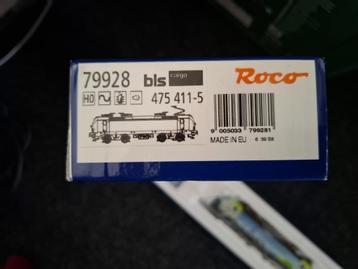 79928 bls cargo Roco
H0 475 411-5
9 005033 799281
MADE IN EU